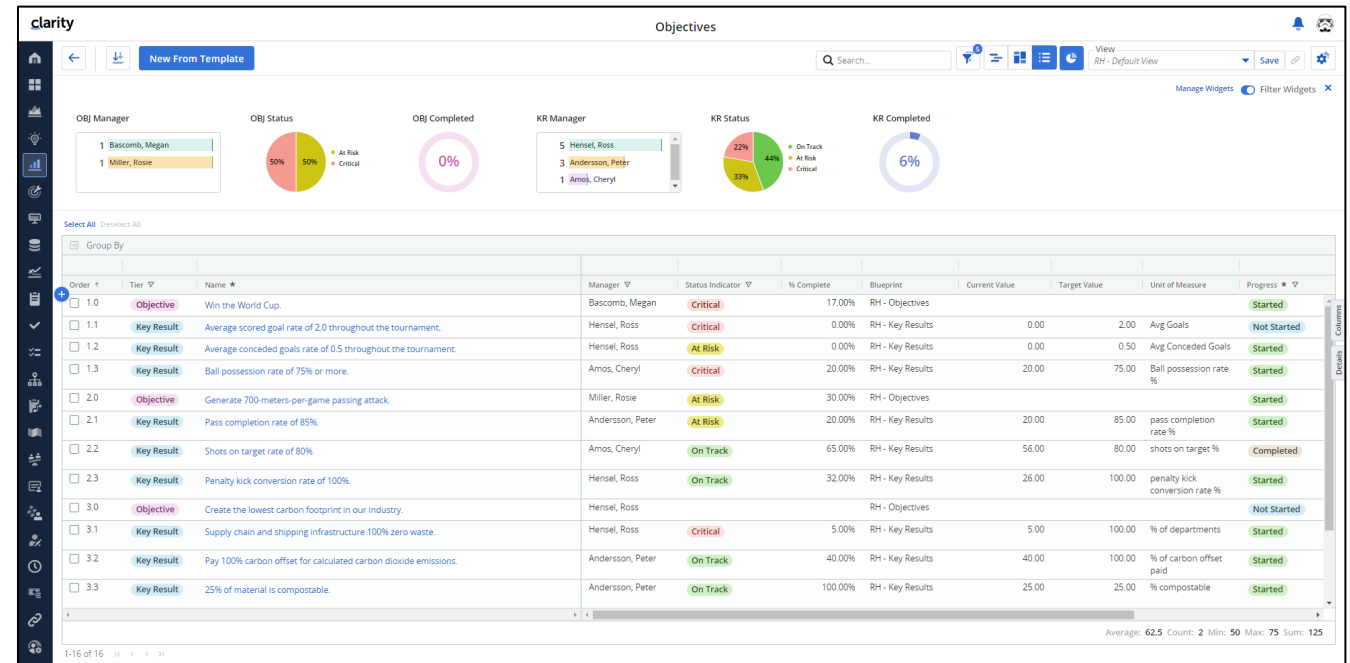 clarity
Objectives
New From Template
Search...
5
View
RH - Default View
Save
Manage Widgets
Filter Widgets
OBJ Manager
OBJ Status
OBJ Completed
KR Manager
KR Status
KR Completed
1 Bascomb, Megan
1 Miller, Rosie
50% 50%
At Risk
Critical
0%
5 Hensel, Ross
3 Andersson, Peter
1 Amos, Cheryl
22%
44%
33%
On Track
At Risk
Critical
6%
Select All Deselect All
Group By
Order Tier Name Manager Status Indicator % Complete Blueprint Current Value Target Value Unit of Measure Progress
1.0 Objective Win the World Cup. Bascomb, Megan Critical 17.00% RH - Objectives Started
1.1 Key Result Average scored goal rate of 2.0 throughout the tournament. Hensel, Ross Critical 0.00% RH - Key Results 0.00 2.00 Avg Goals Not Started
1.2 Key Result Average conceded goals rate of 0.5 throughout the tournament. Hensel, Ross At Risk 0.00% RH - Key Results 0.00 0.50 Avg Conceded Goals Started
1.3 Key Result Ball possession rate of 75% or more. Amos, Cheryl Critical 20.00% RH - Key Results 20.00 75.00 Ball possession rate % Started
2.0 Objective Generate 700-meters-per-game passing attack. Miller, Rosie At Risk 30.00% RH - Objectives Started
2.1 Key Result Pass completion rate of 85%. Andersson, Peter At Risk 20.00% RH - Key Results 20.00 85.00 pass completion rate % Started
2.2 Key Result Shots on target rate of 80%. Amos, Cheryl On Track 65.00% RH - Key Results 56.00 80.00 shots on target % Completed
2.3 Key Result Penalty kick conversion rate of 100%. Hensel, Ross On Track 32.00% RH - Key Results 26.00 100.00 penalty kick conversion rate % Started
3.0 Objective Create the lowest carbon footprint in our industry. Hensel, Ross RH - Objectives Not Started
3.1 Key Result Supply chain and shipping infrastructure 100% zero waste. Hensel, Ross Critical 5.00% RH - Key Results 5.00 100.00 % of departments Started
3.2 Key Result Pay 100% carbon offset for calculated carbon dioxide emissions. Andersson, Peter On Track 40.00% RH - Key Results 40.00 100.00 % of carbon offset paid Started
3.3 Key Result 25% of material is compostable. Andersson, Peter On Track 100.00% RH - Key Results 25.00 25.00 % compostable Started
Columns
Details
Average: 62.5 Count: 2 Min: 50 Max: 75 Sum: 125
1-16 of 16